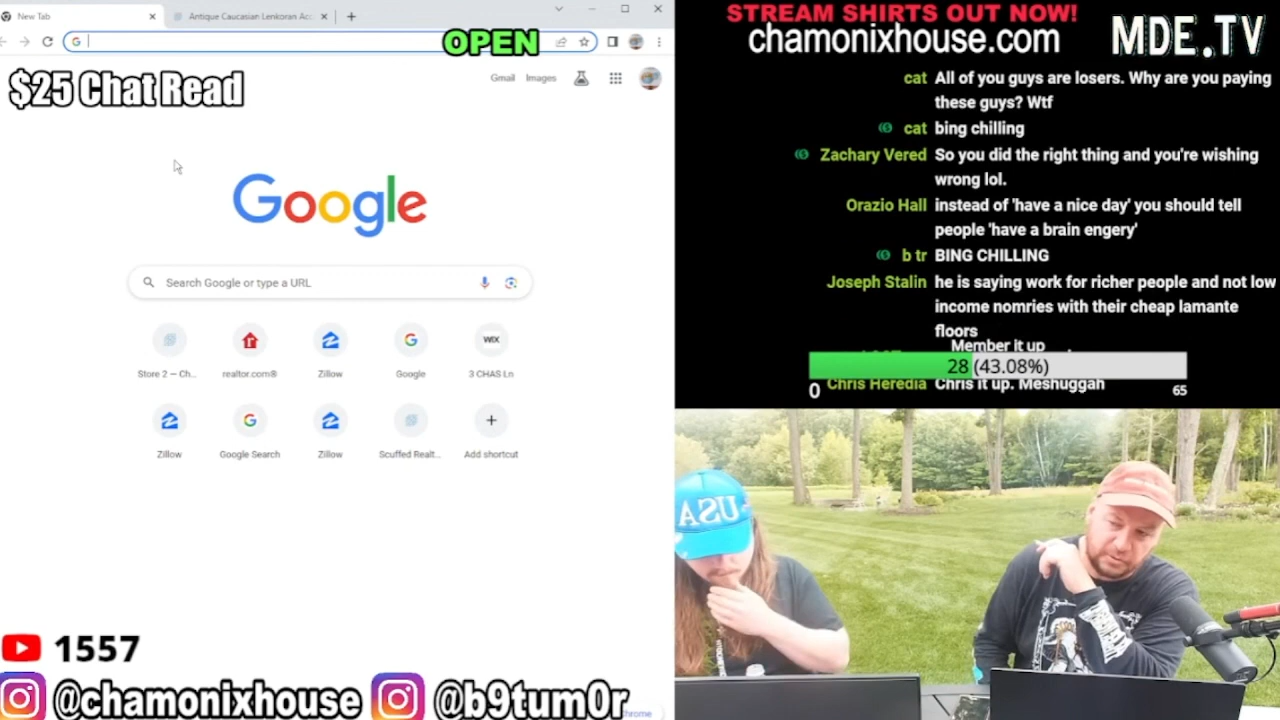 New Tab
Antique Caucasian Lenkoran Acc
OPEN
$25 Chat Read
Gmail
Images
Google
Search Google or type a URL
Store 2 — Ch...
realtor.com®
Zillow
Google
WIX
3 CHAS Ln
Zillow
Google Search
Zillow
Scuffed Realt...
Add shortcut
1557
@chamonixhouse
@b9tum0r
STREAM SHIRTS OUT NOW!
chamonixhouse.com
MDE.TV
cat All of you guys are losers. Why are you paying
these guys? Wtf
cat bing chilling
Zachary Vered So you did the right thing and you're wishing
wrong lol.
Orazio Hall instead of 'have a nice day' you should tell
people 'have a brain engery'
b tr BING CHILLING
Joseph Stalin he is saying work for richer people and not low
income nomries with their cheap lamante
floors
Member it up
28 (43.08%)
0
65
Chris Heredia Chris it up. Meshuggah
USA